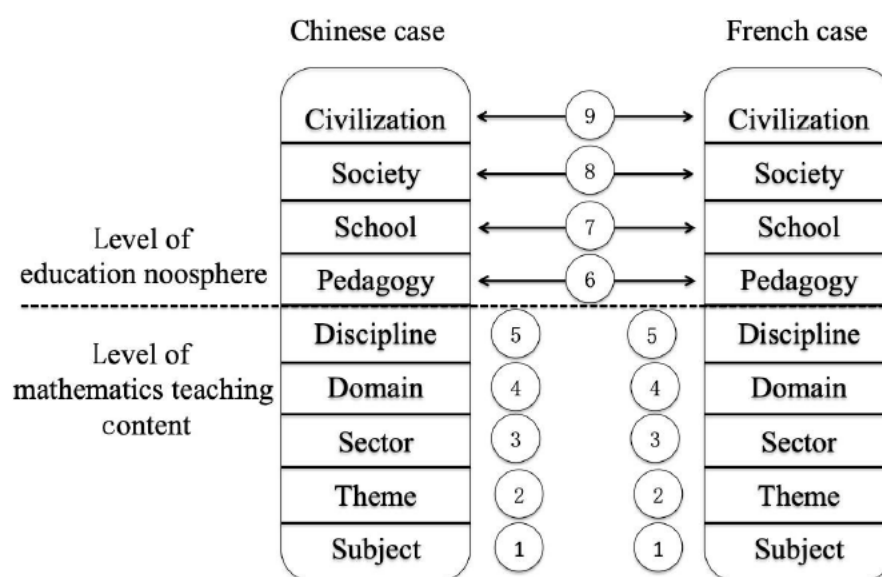 Chinese case French case
Civilization 9 Civilization
Society 8 Society
School 7 School
Level of
education noosphere
Pedagogy 6 Pedagogy
Discipline 5 5 Discipline
Level of
mathematics teaching
content
Domain 4 4 Domain
Sector 3 3 Sector
Theme 2 2 Theme
Subject 1 1 Subject